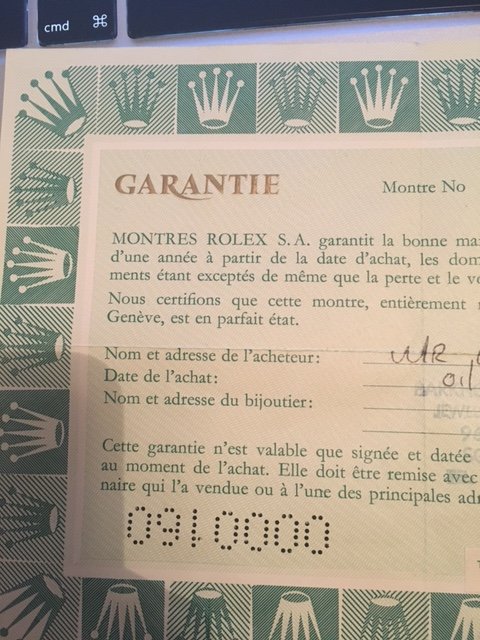 cmd ⌘
GARANTIE
Montre No
MONTRES ROLEX S.A. garantit la bonne
d'une année à partir de la date d'achat, les
ments étant exceptés de même que la perte et le
Nous certifions que cette montre, entièrement
Genève, est en parfait état.
Nom et adresse de l'acheteur: MR
Date de l'achat: 01/
Nom et adresse du bijoutier:
Cette garantie n'est valable que signée et datée
au moment de l'achat. Elle doit être remise avec
naire qui l'a vendue ou à l'une des principales
0910000